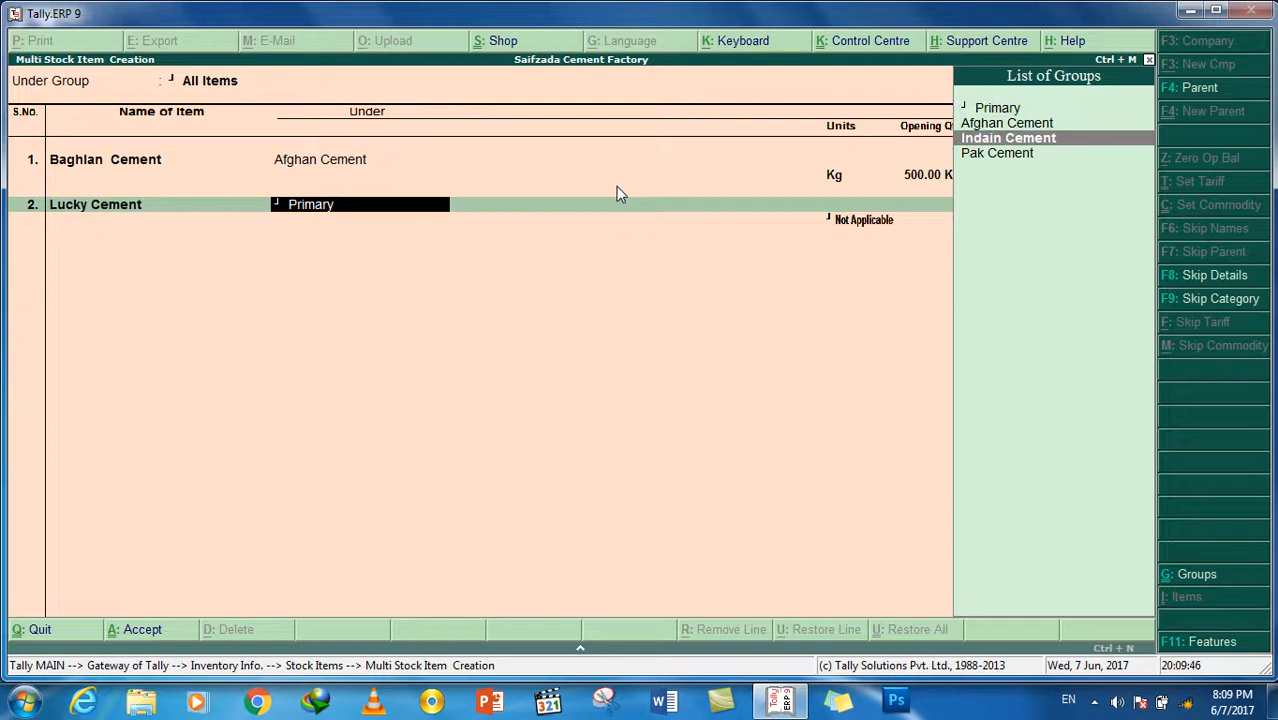 Tally.ERP 9
P: Print E: Export M: E-Mail O: Upload S: Shop G: Language K: Keyboard K: Control Centre H: Support Centre H: Help
F3: Company
Multi Stock Item Creation Saifzada Cement Factory Ctrl + M
F3: New Cmp
Under Group : ┘ All Items
List of Groups
F4: Parent
S.No. Name of Item Under
┘ Primary
F4: New Parent
Units Opening Q
Afghan Cement
Indain Cement
Pak Cement
1. Baghlan Cement Afghan Cement
Z: Zero Op Bal
Kg 500.00 K
T: Set Tariff
2. Lucky Cement ┘ Primary
C: Set Commodity
┘ Not Applicable
F6: Skip Names
F7: Skip Parent
F8: Skip Details
F9: Skip Category
F: Skip Tariff
M: Skip Commodity
G: Groups
I: Items
Q: Quit A: Accept D: Delete R: Remove Line U: Restore Line U: Restore All
F11: Features
Ctrl + N
Tally MAIN --> Gateway of Tally --> Inventory Info. --> Stock Items --> Multi Stock Item Creation (c) Tally Solutions Pvt. Ltd., 1988-2013 Wed, 7 Jun, 2017 20:09:46
321 W Ps EN 8:09 PM
6/7/2017